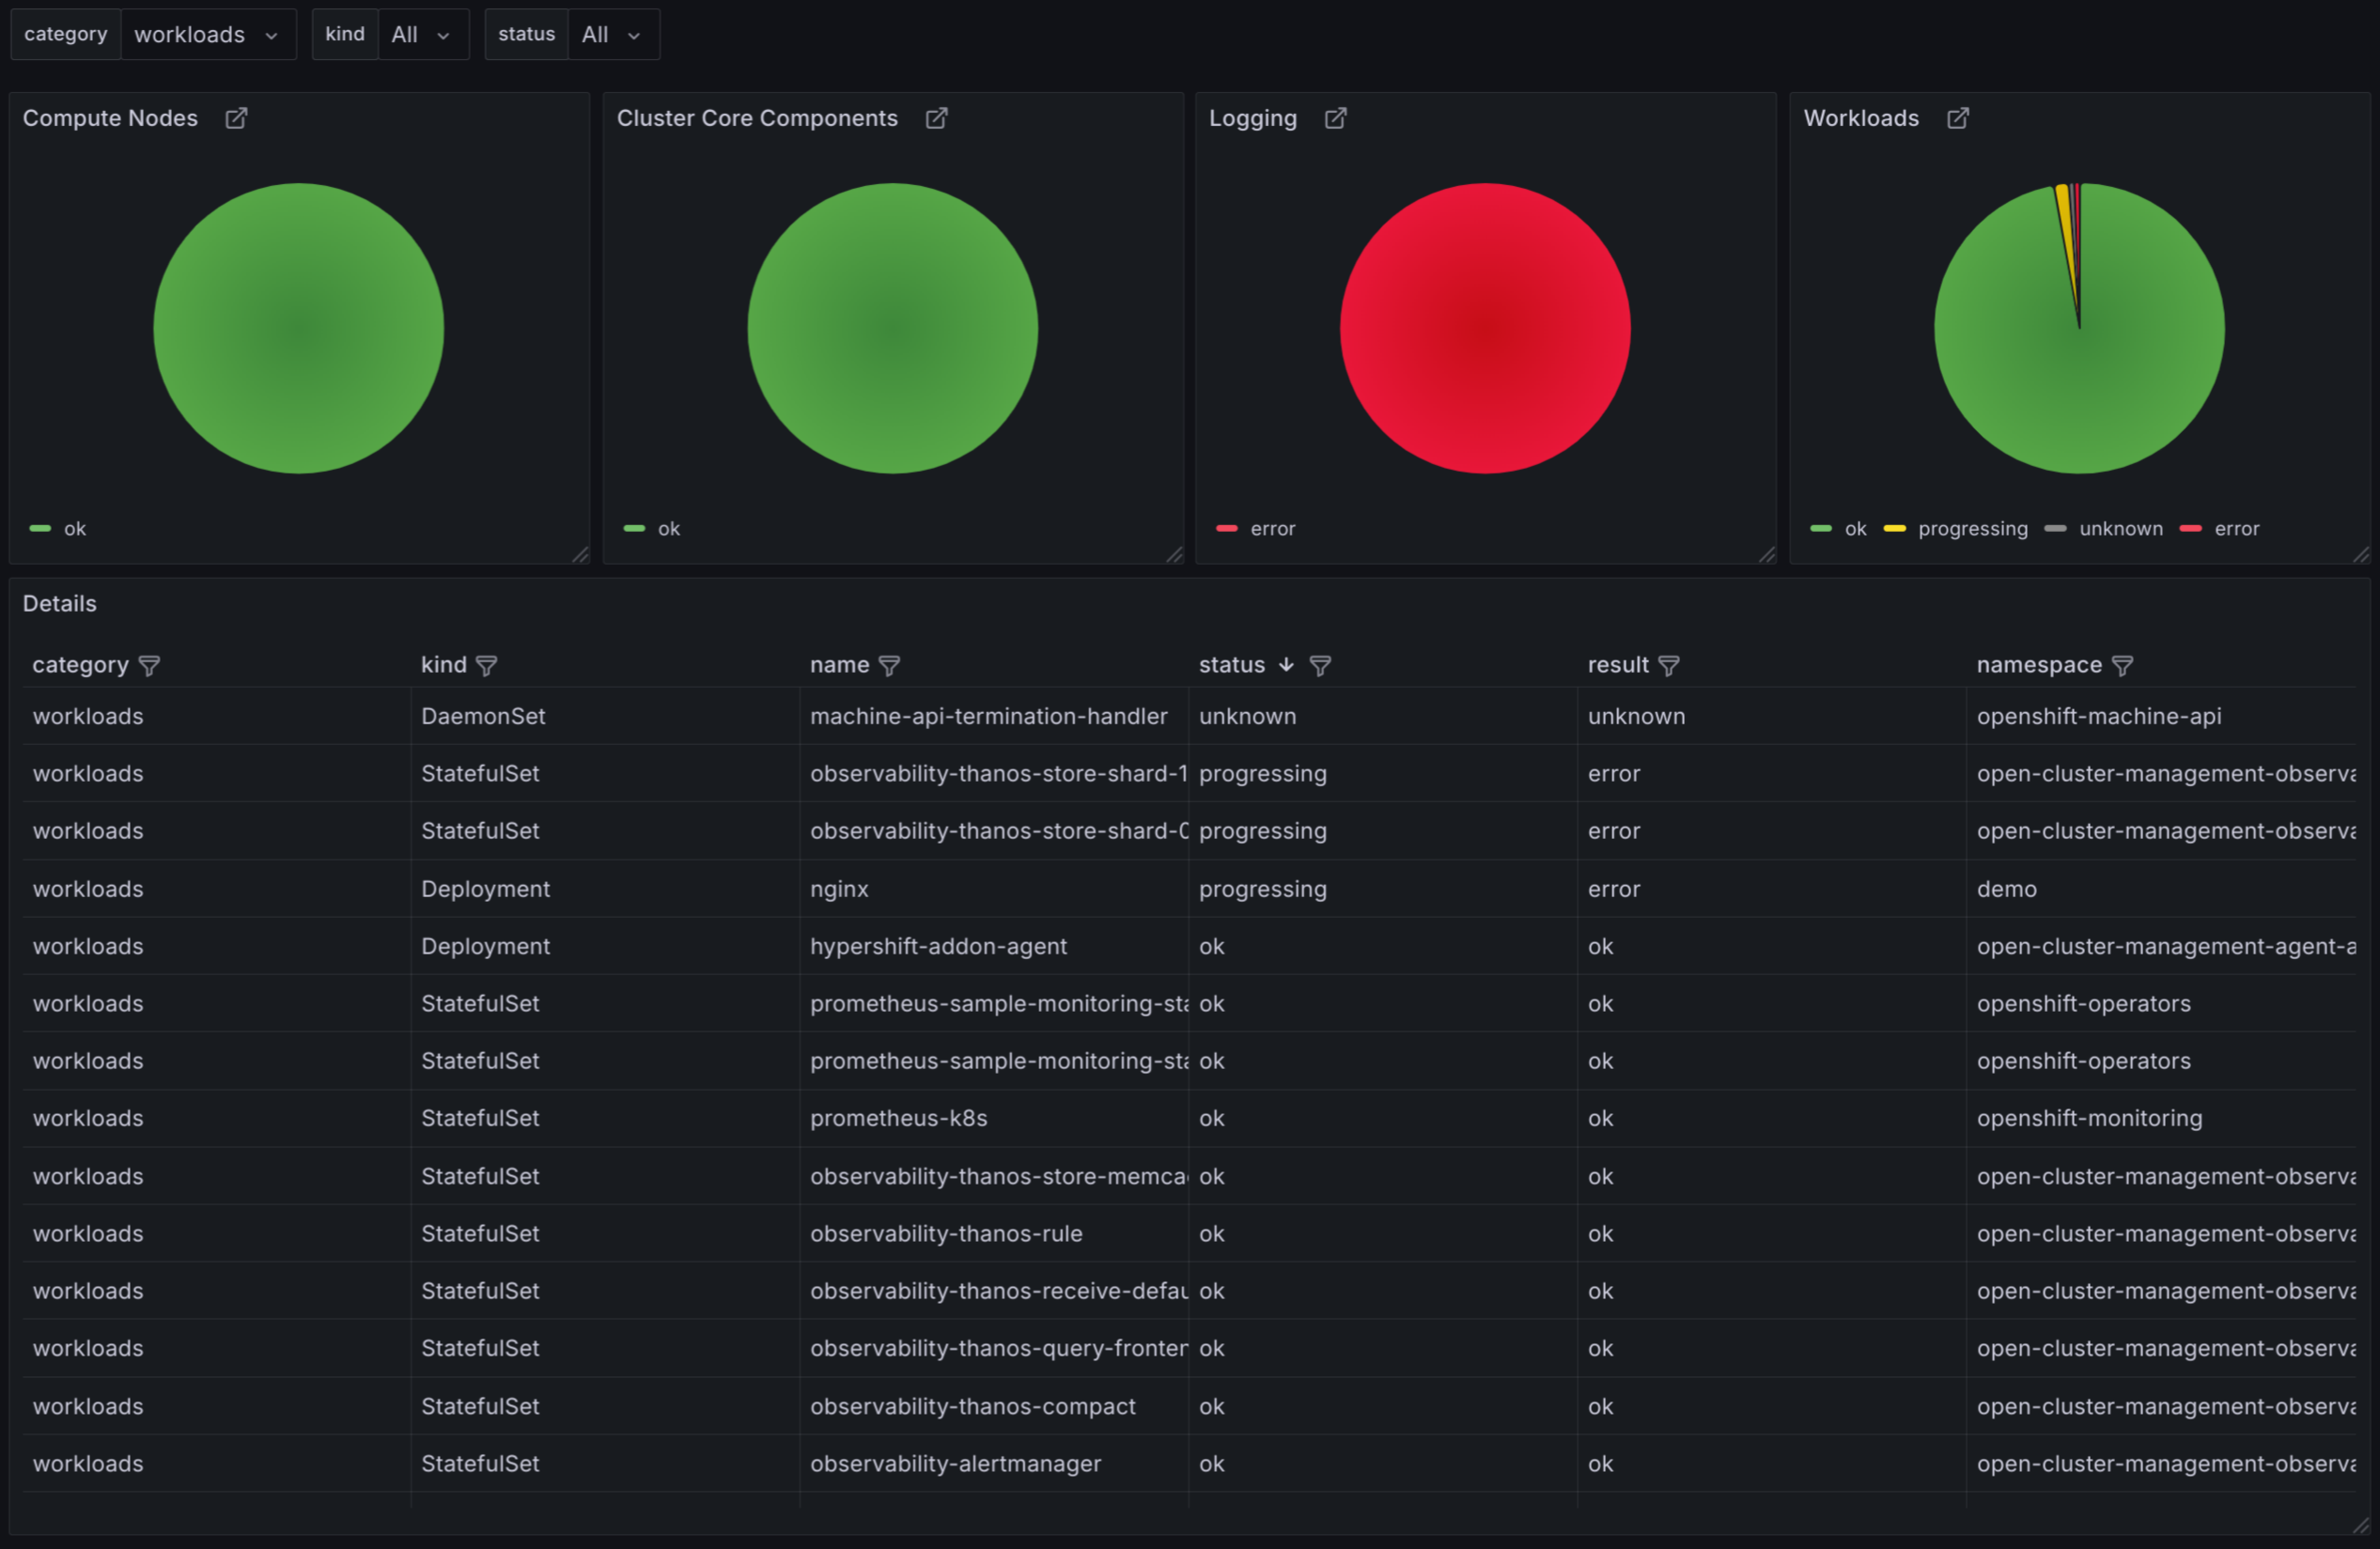 category workloads kind All status All
Compute Nodes
ok
Cluster Core Components
ok
Logging
error
Workloads
ok progressing unknown error
Details
category kind name status result namespace
workloads DaemonSet machine-api-termination-handler unknown unknown openshift-machine-api
workloads StatefulSet observability-thanos-store-shard-1 progressing error open-cluster-management-observa
workloads StatefulSet observability-thanos-store-shard-0 progressing error open-cluster-management-observa
workloads Deployment nginx progressing error demo
workloads Deployment hypershift-addon-agent ok ok open-cluster-management-agent-a
workloads StatefulSet prometheus-sample-monitoring-sta ok ok openshift-operators
workloads StatefulSet prometheus-sample-monitoring-sta ok ok openshift-operators
workloads StatefulSet prometheus-k8s ok ok openshift-monitoring
workloads StatefulSet observability-thanos-store-memca ok ok open-cluster-management-observa
workloads StatefulSet observability-thanos-rule ok ok open-cluster-management-observa
workloads StatefulSet observability-thanos-receive-defau ok ok open-cluster-management-observa
workloads StatefulSet observability-thanos-query-fronten ok ok open-cluster-management-observa
workloads StatefulSet observability-thanos-compact ok ok open-cluster-management-observa
workloads StatefulSet observability-alertmanager ok ok open-cluster-management-observa